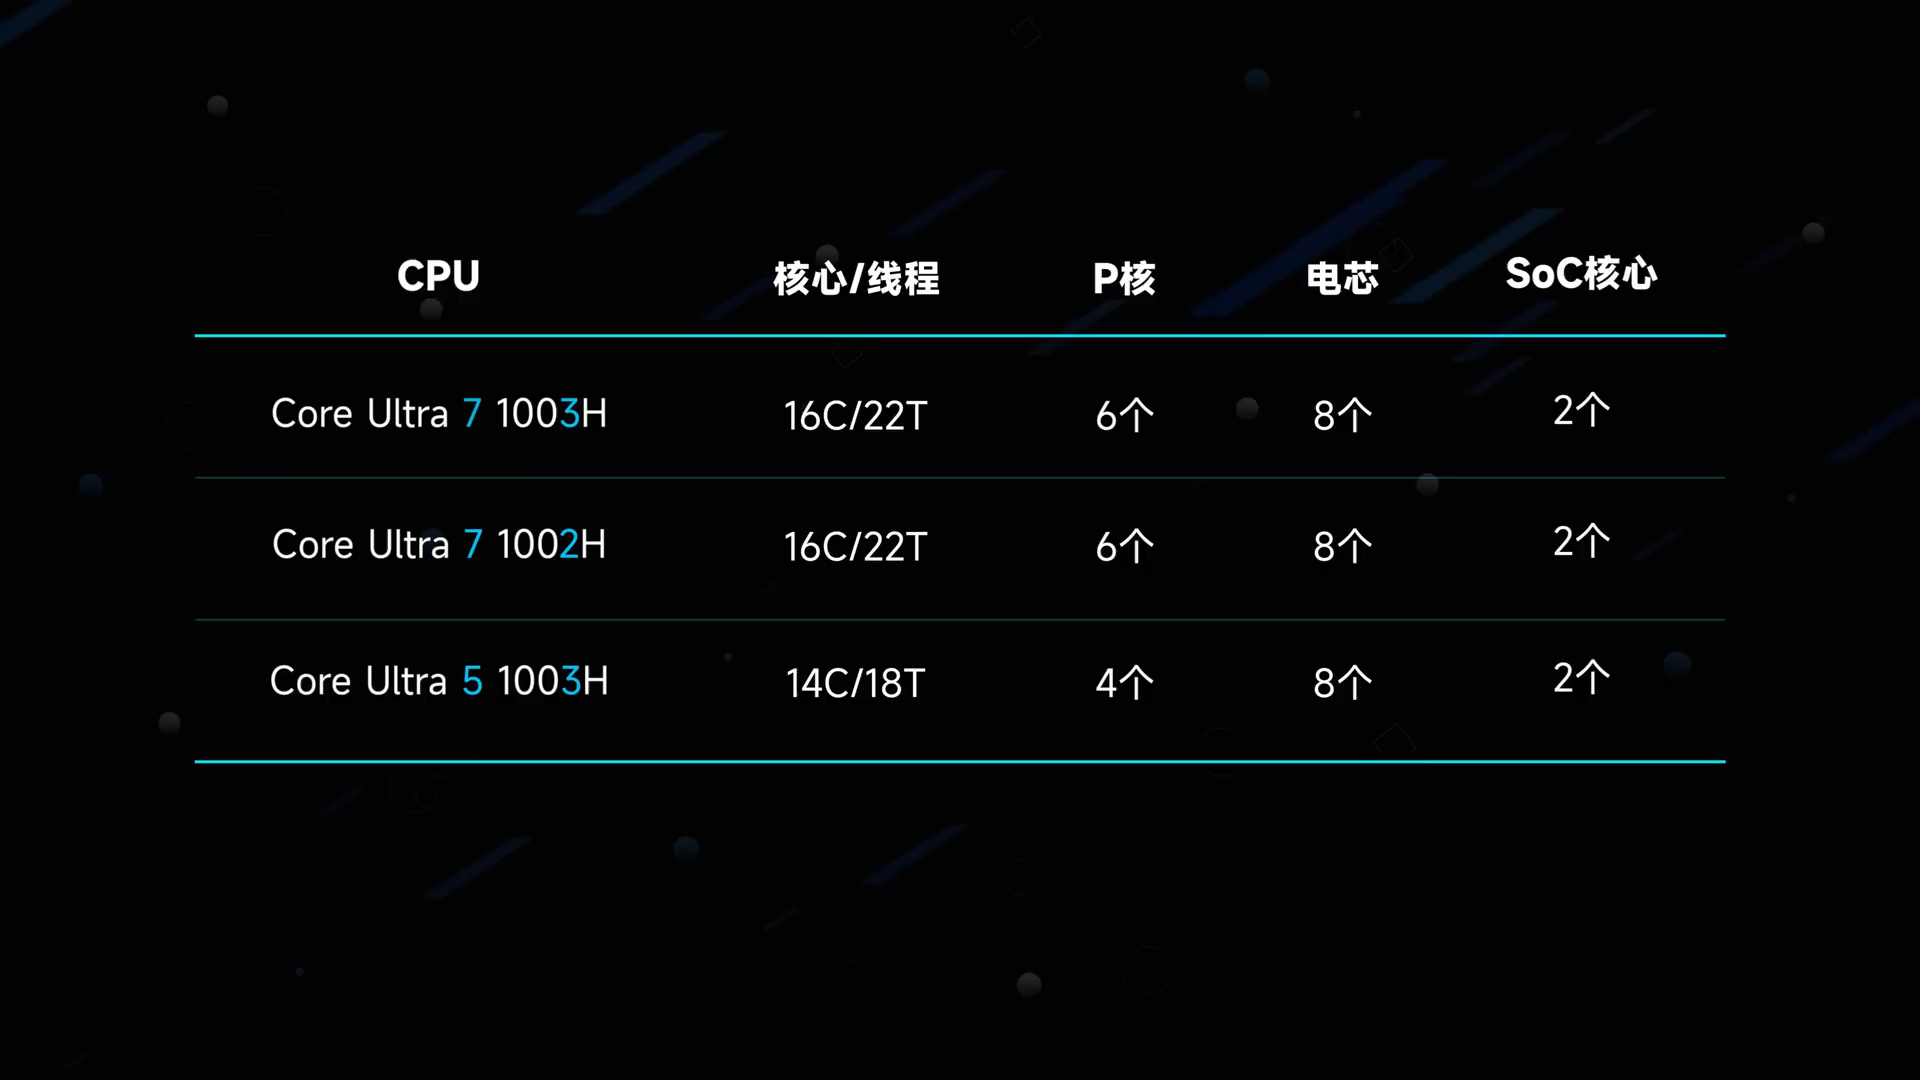 CPU 核心/线程 P核 电芯 SoC核心
Core Ultra 7 1003H 16C/22T 6个 8个 2个
Core Ultra 7 1002H 16C/22T 6个 8个 2个
Core Ultra 5 1003H 14C/18T 4个 8个 2个